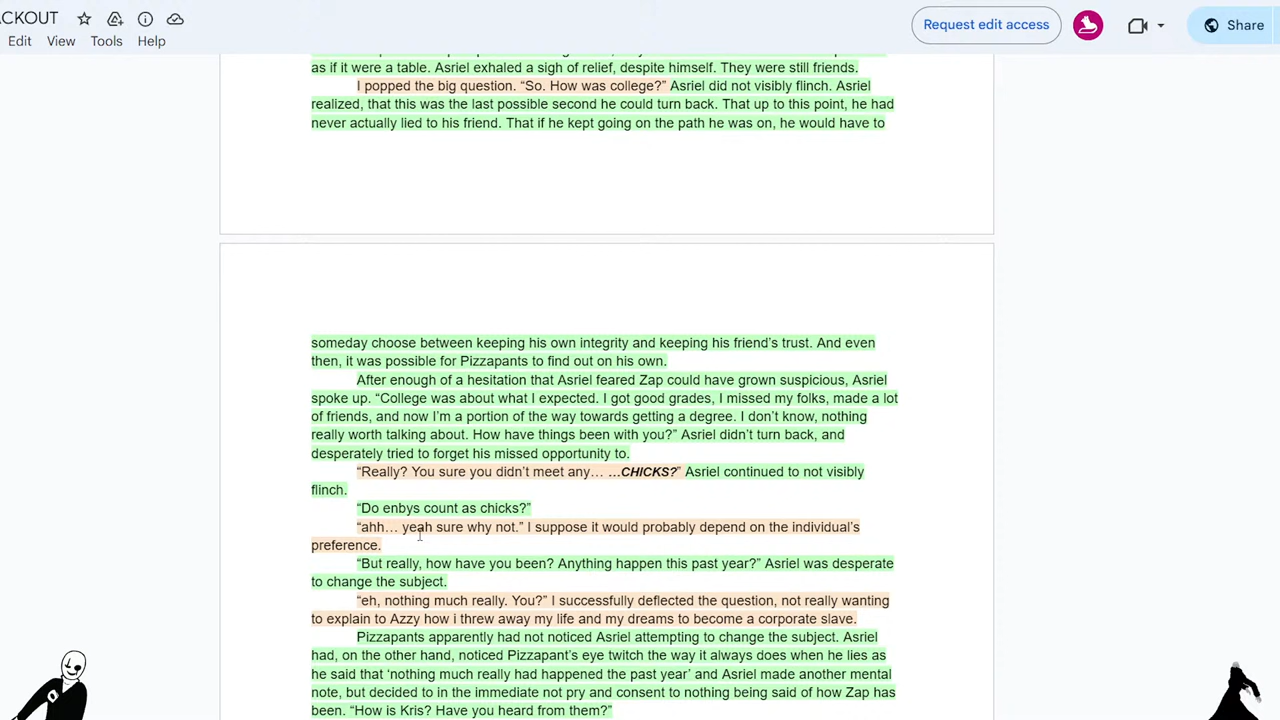 CKOUT
Request edit access
Share
Edit View Tools Help
as if it were a table. Asriel exhaled a sigh of relief, despite himself. They were still friends.
I popped the big question. “So. How was college?” Asriel did not visibly flinch. Asriel
realized, that this was the last possible second he could turn back. That up to this point, he had
never actually lied to his friend. That if he kept going on the path he was on, he would have to
someday choose between keeping his own integrity and keeping his friend’s trust. And even
then, it was possible for Pizzapants to find out on his own.
After enough of a hesitation that Asriel feared Zap could have grown suspicious, Asriel
spoke up. “College was about what I expected. I got good grades, I missed my folks, made a lot
of friends, and now I’m a portion of the way towards getting a degree. I don’t know, nothing
really worth talking about. How have things been with you?” Asriel didn’t turn back, and
desperately tried to forget his missed opportunity to.
“Really? You sure you didn’t meet any… …CHICKS?” Asriel continued to not visibly
flinch.
“Do enbys count as chicks?”
“ahh… yeah sure why not.” I suppose it would probably depend on the individual’s
preference.
“But really, how have you been? Anything happen this past year?” Asriel was desperate
to change the subject.
“eh, nothing much really. You?” I successfully deflected the question, not really wanting
to explain to Azzy how i threw away my life and my dreams to become a corporate slave.
Pizzapants apparently had not noticed Asriel attempting to change the subject. Asriel
had, on the other hand, noticed Pizzapant’s eye twitch the way it always does when he lies as
he said that ‘nothing much really had happened the past year’ and Asriel made another mental
note, but decided to in the immediate not pry and consent to nothing being said of how Zap has
been. “How is Kris? Have you heard from them?”